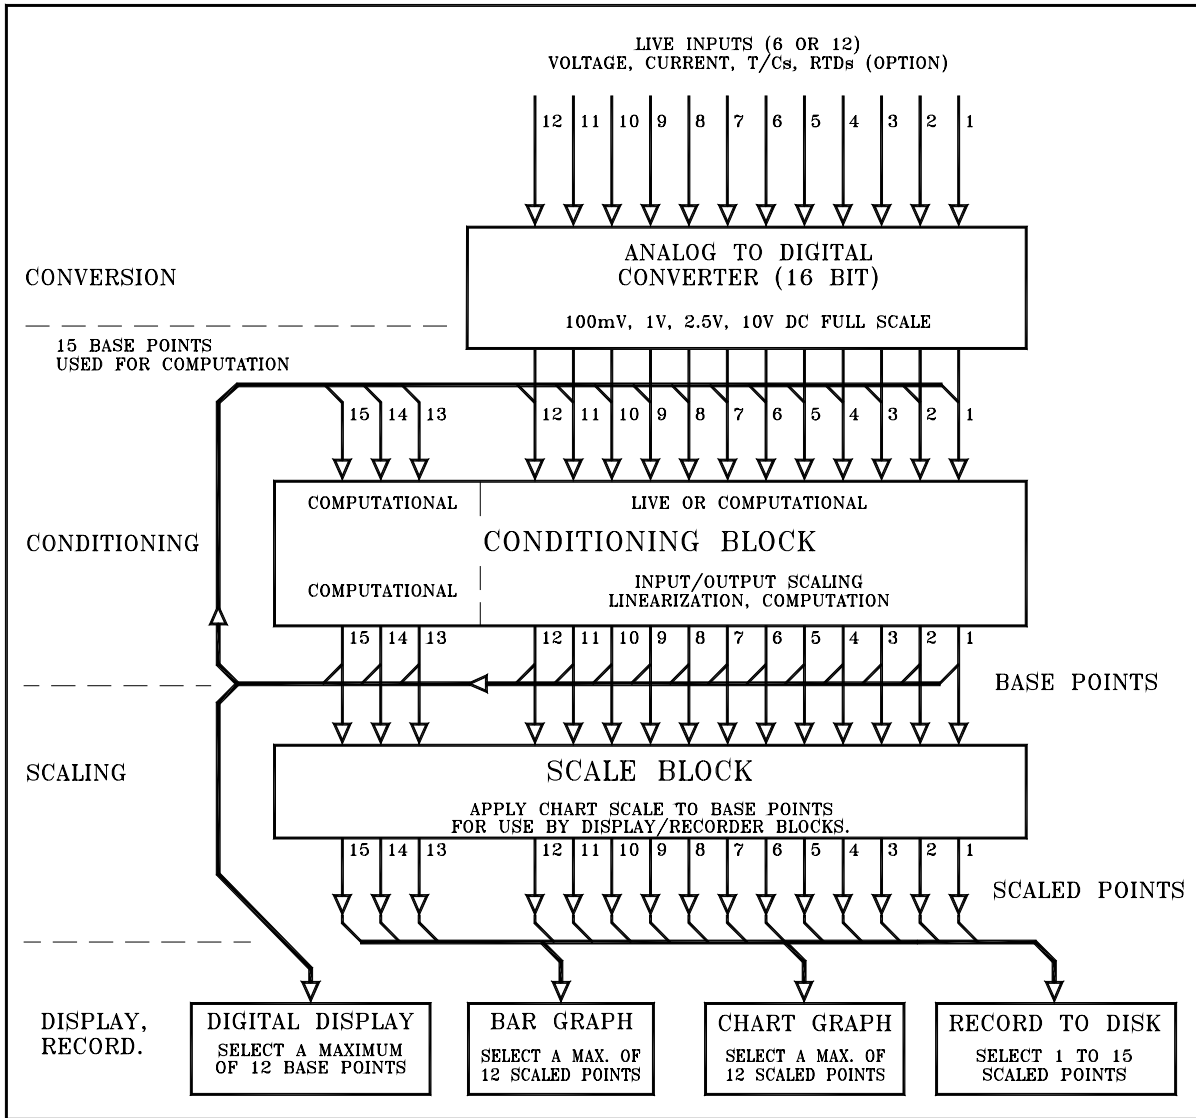 LIVE INPUTS (6 OR 12)
VOLTAGE, CURRENT, T/Cs, RTDs (OPTION)
12 11 10 9 8 7 6 5 4 3 2 1
ANALOG TO DIGITAL
CONVERTER (16 BIT)
100mV, 1V, 2.5V, 10V DC FULL SCALE
CONVERSION
15 BASE POINTS
USED FOR COMPUTATION
15 14 13 12 11 10 9 8 7 6 5 4 3 2 1
COMPUTATIONAL LIVE OR COMPUTATIONAL
CONDITIONING
CONDITIONING BLOCK
COMPUTATIONAL
INPUT/OUTPUT SCALING
LINEARIZATION, COMPUTATION
15 14 13 12 11 10 9 8 7 6 5 4 3 2 1
BASE POINTS
SCALING
SCALE BLOCK
APPLY CHART SCALE TO BASE POINTS
FOR USE BY DISPLAY/RECORDER BLOCKS.
15 14 13 12 11 10 9 8 7 6 5 4 3 2 1
SCALED POINTS
DISPLAY,
RECORD.
DIGITAL DISPLAY
SELECT A MAXIMUM
OF 12 BASE POINTS
BAR GRAPH
SELECT A MAX. OF
12 SCALED POINTS
CHART GRAPH
SELECT A MAX. OF
12 SCALED POINTS
RECORD TO DISK
SELECT 1 TO 15
SCALED POINTS